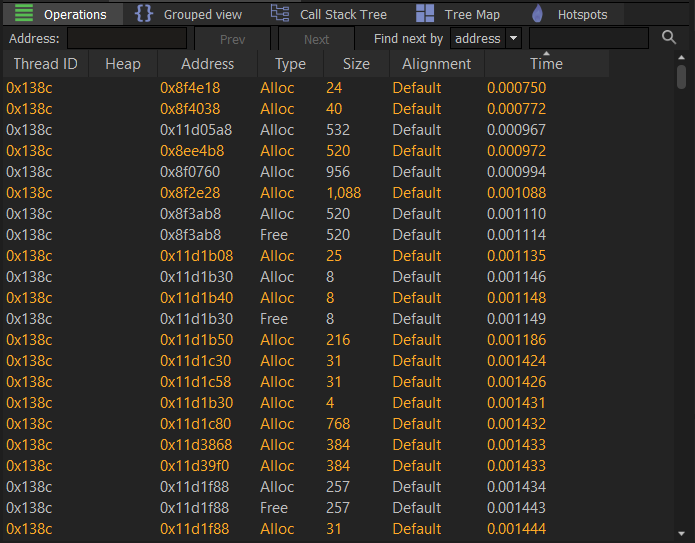 Operations {} Grouped view Call Stack Tree Tree Map Hotspots
Address: Prev Next Find next by address
Thread ID Heap Address Type Size Alignment Time
0x138c 0x8f4e18 Alloc 24 Default 0.000750
0x138c 0x8f4038 Alloc 40 Default 0.000772
0x138c 0x11d05a8 Alloc 532 Default 0.000967
0x138c 0x8ee4b8 Alloc 520 Default 0.000972
0x138c 0x8f0760 Alloc 956 Default 0.000994
0x138c 0x8f2e28 Alloc 1,088 Default 0.001088
0x138c 0x8f3ab8 Alloc 520 Default 0.001110
0x138c 0x8f3ab8 Free 520 Default 0.001114
0x138c 0x11d1b08 Alloc 25 Default 0.001135
0x138c 0x11d1b30 Alloc 8 Default 0.001146
0x138c 0x11d1b40 Alloc 8 Default 0.001148
0x138c 0x11d1b30 Free 8 Default 0.001149
0x138c 0x11d1b50 Alloc 216 Default 0.001186
0x138c 0x11d1c30 Alloc 31 Default 0.001424
0x138c 0x11d1c58 Alloc 31 Default 0.001426
0x138c 0x11d1b30 Alloc 4 Default 0.001431
0x138c 0x11d1c80 Alloc 768 Default 0.001432
0x138c 0x11d3868 Alloc 384 Default 0.001433
0x138c 0x11d39f0 Alloc 384 Default 0.001433
0x138c 0x11d1f88 Alloc 257 Default 0.001434
0x138c 0x11d1f88 Free 257 Default 0.001443
0x138c 0x11d1f88 Alloc 31 Default 0.001444